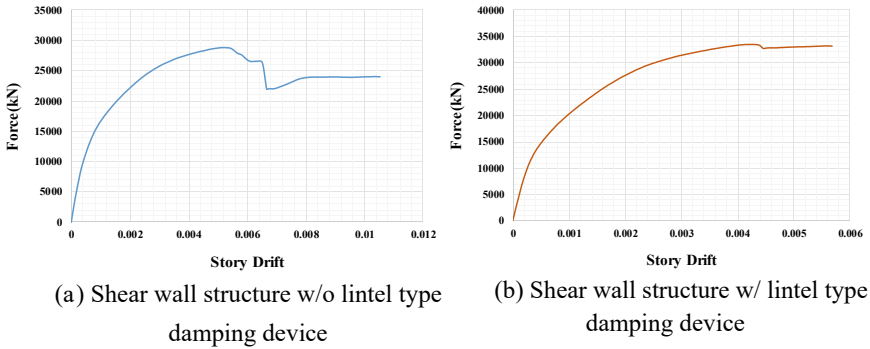 35000
30000
25000
20000
15000
10000
5000
0
Force(kN)
0 0.002 0.004 0.006 0.008 0.01 0.012
Story Drift
(a) Shear wall structure w/o lintel type
damping device
40000
35000
30000
25000
20000
15000
10000
5000
0
Force(kN)
0 0.001 0.002 0.003 0.004 0.005 0.006
Story Drift
(b) Shear wall structure w/ lintel type
damping device